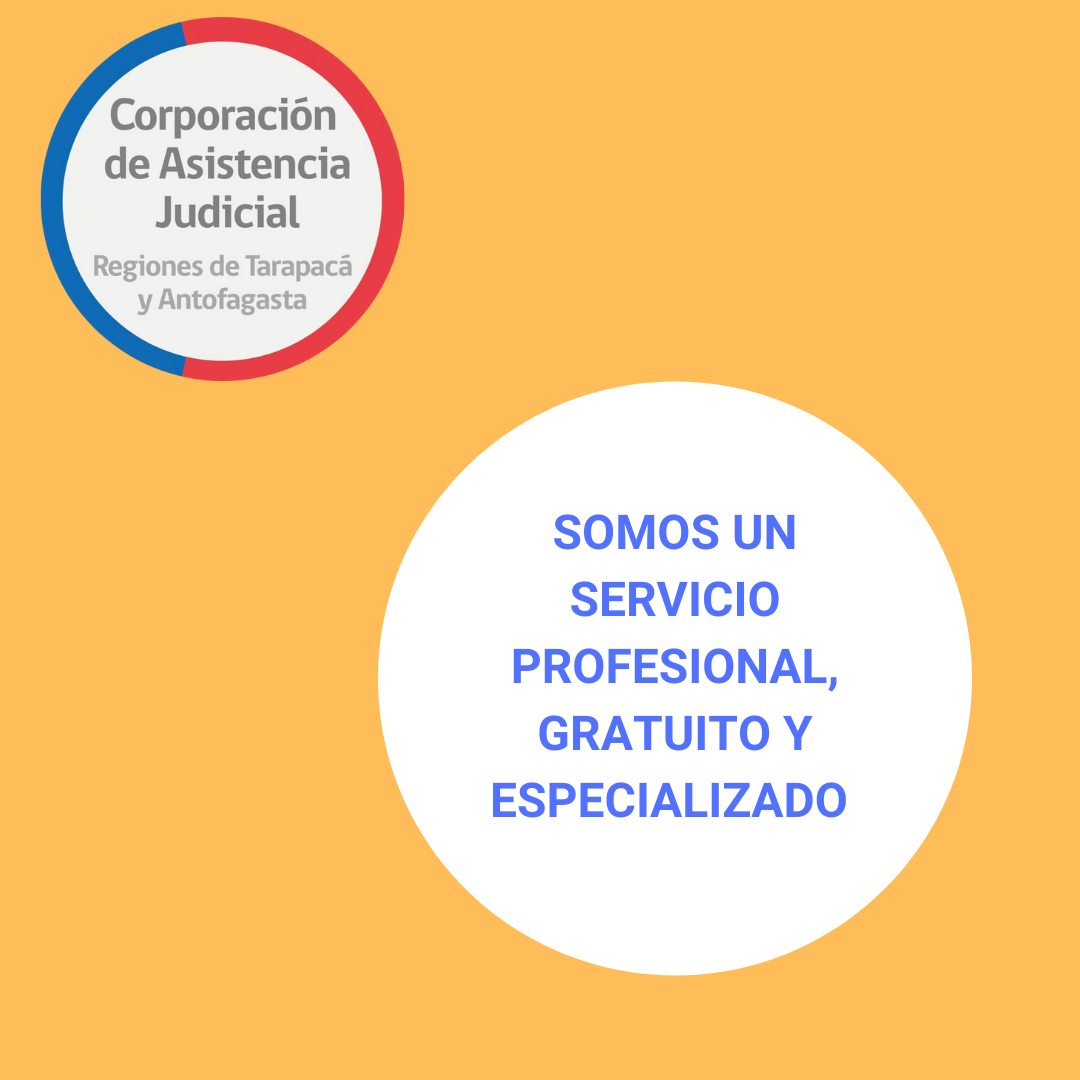 Corporación
de Asistencia
Judicial
Regiones de Tarapacá
y Antofagasta
SOMOS UN
SERVICIO
PROFESIONAL,
GRATUITO Y
ESPECIALIZADO